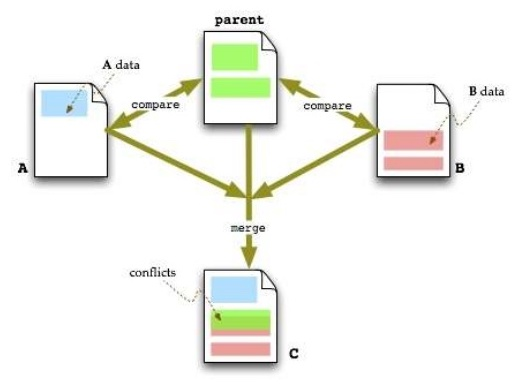 parent
A data
compare
compare
B data
A
B
merge
conflicts
C